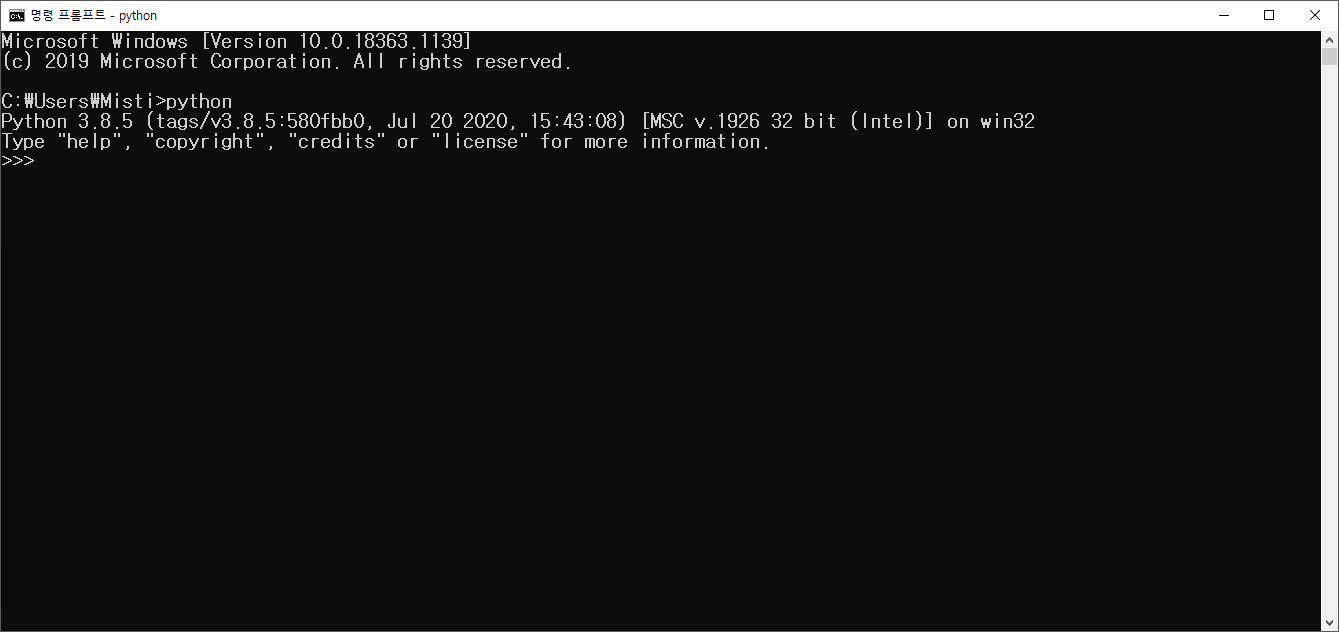 명령 프롬프트 - python
Microsoft Windows [Version 10.0.18363.1139]
(c) 2019 Microsoft Corporation. All rights reserved.
C:₩Users₩Misti>python
Python 3.8.5 (tags/v3.8.5:580fbb0, Jul 20 2020, 15:43:08) [MSC v.1926 32 bit (Intel)] on win32
Type "help", "copyright", "credits" or "license" for more information.
>>>